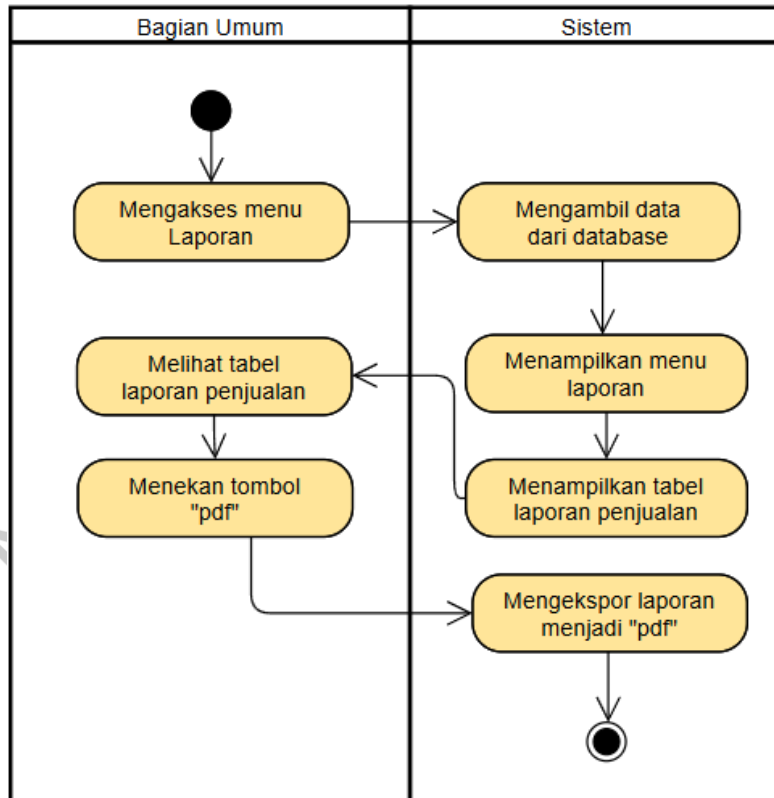 Bagian Umum
Sistem
Mengakses menu
Laporan
Mengambil data
dari database
Menampilkan menu
laporan
Menampilkan tabel
laporan penjualan
Melihat tabel
laporan penjualan
Menekan tombol
"pdf"
Mengekspor laporan
menjadi "pdf"